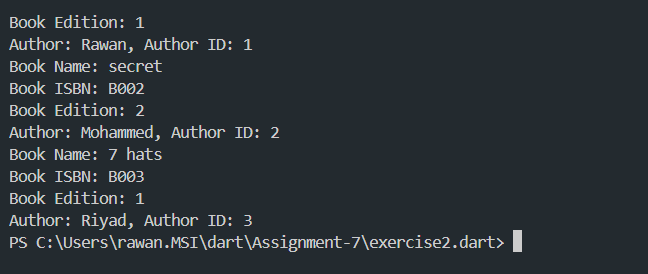 Book Edition: 1
Author: Rawan, Author ID: 1
Book Name: secret
Book ISBN: B002
Book Edition: 2
Author: Mohammed, Author ID: 2
Book Name: 7 hats
Book ISBN: B003
Book Edition: 1
Author: Riyad, Author ID: 3
PS C:\Users\rawan.MSI\dart\Assignment-7\exercise2.dart>